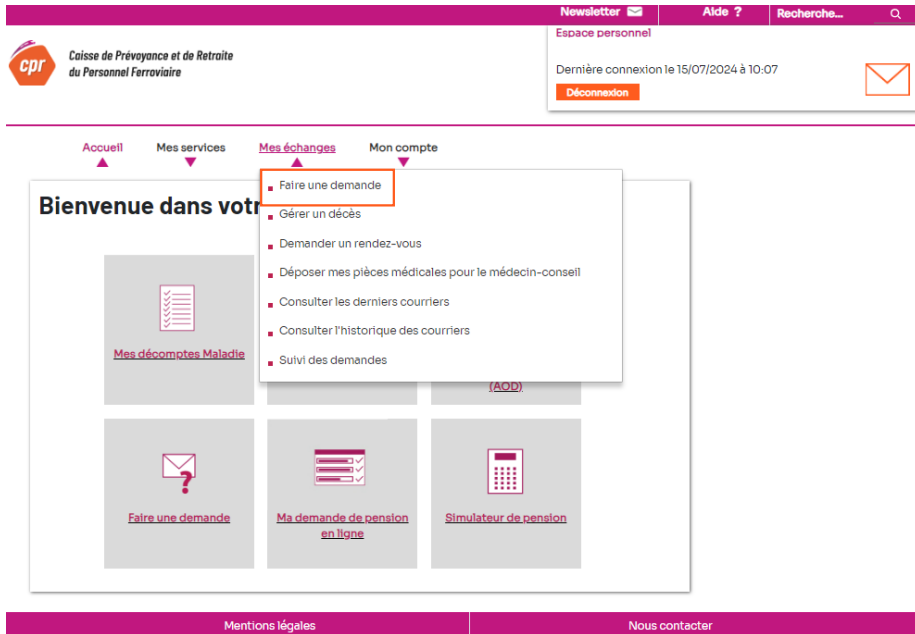 Newsletter
Aide ?
Recherche...
cpr
Caisse de Prévoyance et de Retraite
du Personnel Ferroviaire
Espace personnel
Dernière connexion le 15/07/2024 à 10:07
Déconnexion
Accueil
Mes services
Mes échanges
Mon compte
Bienvenue dans votr
Faire une demande
Gérer un décès
Demander un rendez-vous
Déposer mes pièces médicales pour le médecin-conseil
Consulter les derniers courriers
Consulter l'historique des courriers
Suivi des demandes
Mes décomptes Maladie
(AOD)
Faire une demande
Ma demande de pension
en ligne
Simulateur de pension
Mentions légales
Nous contacter